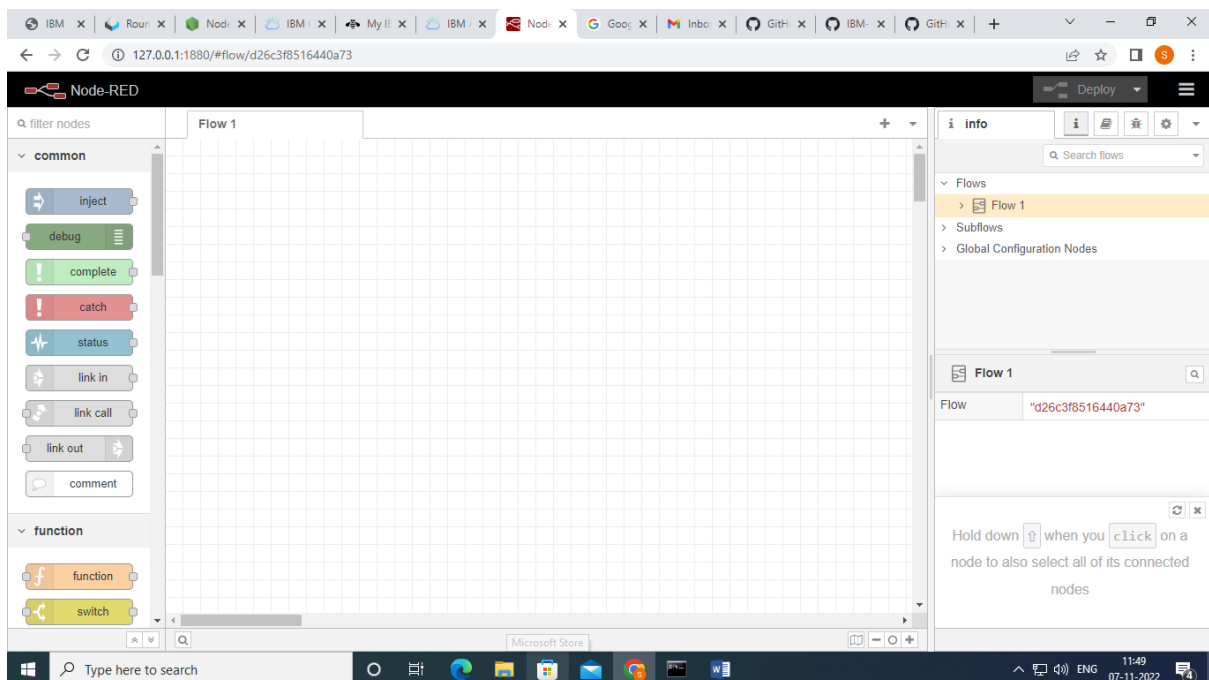 IBM Roun Node IBM My IE IBM Node Goog Inbo GitH IBM- GitH
127.0.0.1:1880/#flow/d26c3f8516440a73
S
Node-RED Deploy
filter nodes
Flow 1
i info
common
Search flows
inject
debug
complete
catch
status
link in
link call
link out
comment
function
function
switch
Flows
Flow 1
Subflows
Global Configuration Nodes
Flow 1
Flow "d26c3f8516440a73"
Hold down ⇧ when you click on a
node to also select all of its connected
nodes
Microsoft Store
Type here to search
ENG
11:49
07-11-2022
4